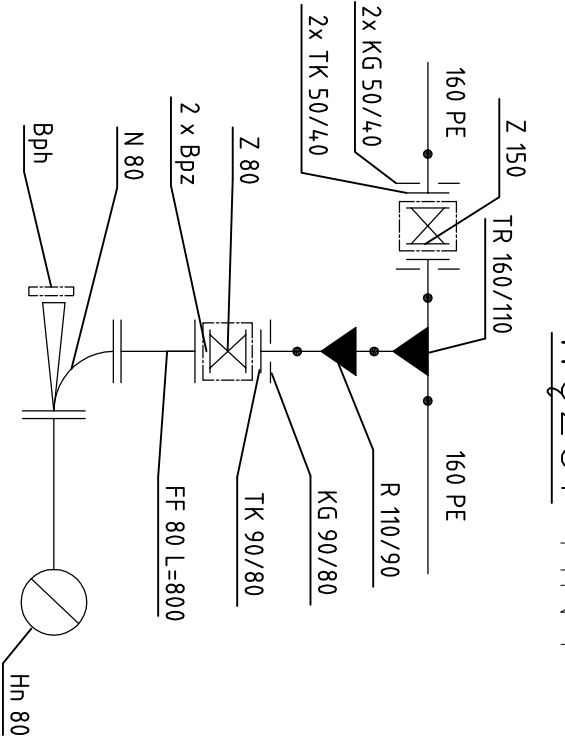 Z 150
TR 160/110
160 PE
160 PE
2x KG 50/40
2x TK 50/40
R 110/90
KG 90/80
TK 90/80
Z 80
2 x Bpz
FF 80 L=800
N 80
Bph
Hn 80